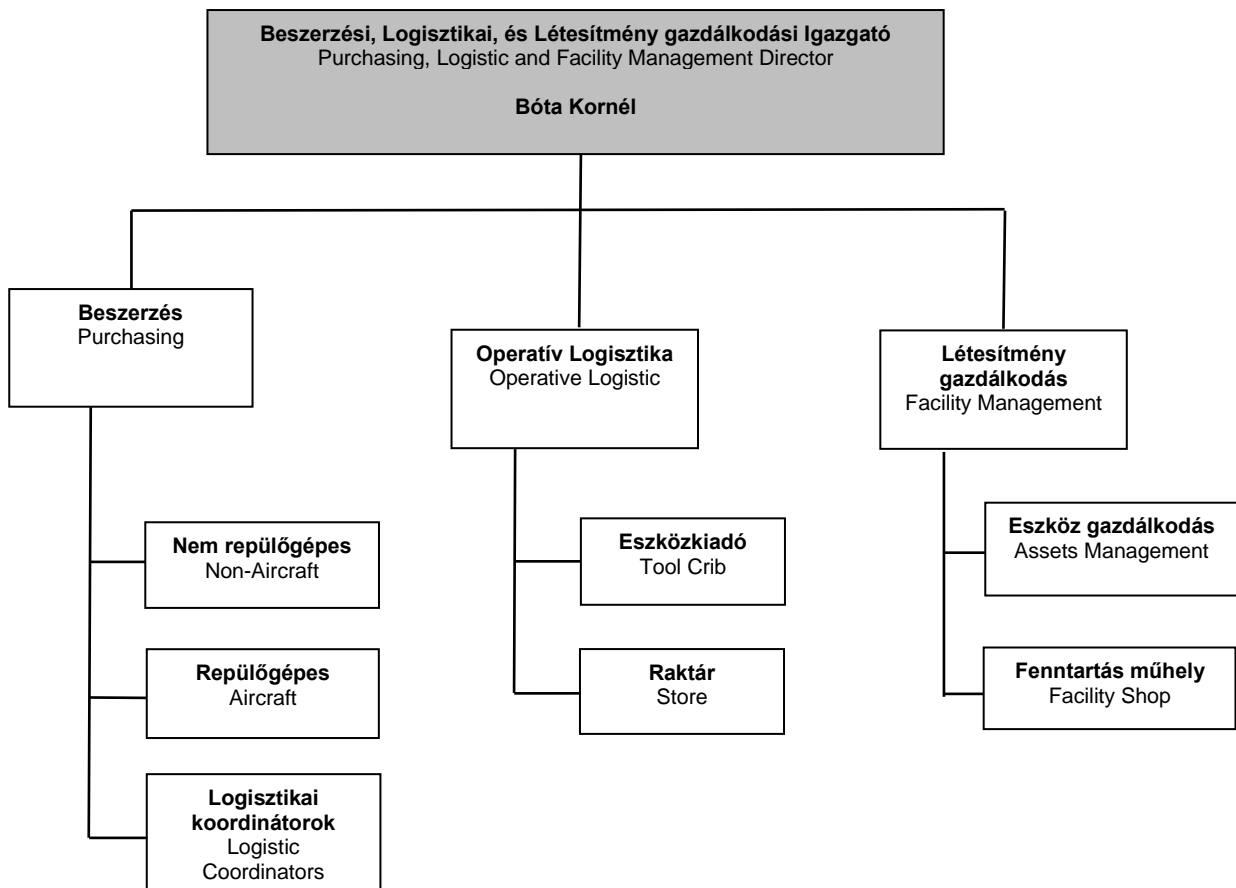 Beszerzési, Logisztikai, és Létesítmény gazdálkodási Igazgató
Purchasing, Logistic and Facility Management Director
Bóta Kornél
Beszerzés
Purchasing
Operatív Logisztika
Operative Logistic
Létesítmény
gazdálkodás
Facility Management
Nem repülőgépes
Non-Aircraft
Repülőgépes
Aircraft
Logisztikai
koordinátorok
Logistic
Coordinators
Eszközkiadó
Tool Crib
Raktár
Store
Eszköz gazdálkodás
Assets Management
Fenntartás műhely
Facility Shop